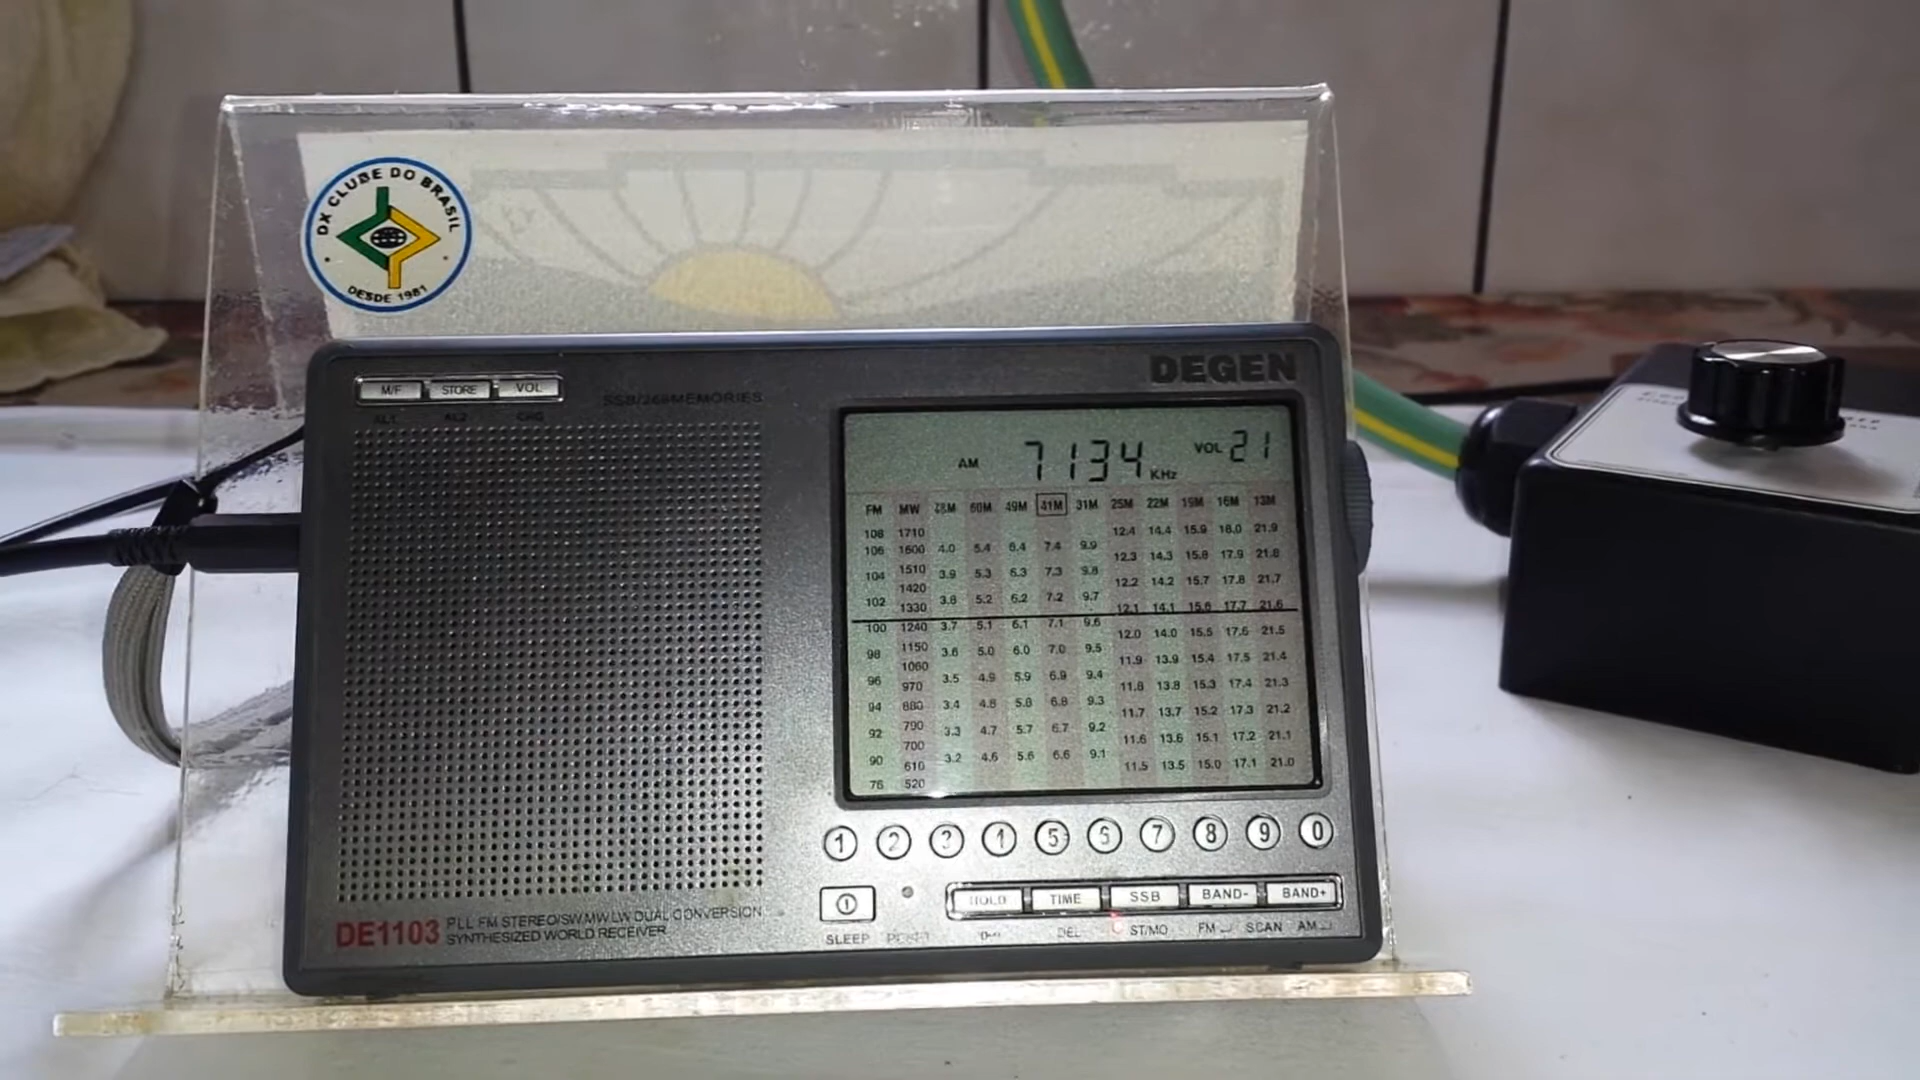 DX CLUBE DO BRASIL
DESDE 1981
DEGEN
M/F STORE VOL
SSB/268MEMORIES
AL1 AL2 CHG
AM 7134 KHz VOL 21
FM MW 60M 49M 41M 31M 25M 22M 19M 16M 13M
108 1710 12.4 14.4 15.9 18.0 21.9
106 1600 4.0 5.4 6.4 7.4 9.9 12.3 14.3 15.8 17.9 21.8
104 1510 3.9 5.3 6.3 7.3 9.8 12.2 14.2 15.7 17.8 21.7
1420
102 1330 3.8 5.2 6.2 7.2 9.7 12.1 14.1 15.6 17.7 21.6
100 1240 3.7 5.1 6.1 7.1 9.6 12.0 14.0 15.5 17.6 21.5
98 1150 3.6 5.0 6.0 7.0 9.5 11.9 13.9 15.4 17.5 21.4
1060
96 970 3.5 4.9 5.9 6.9 9.4 11.8 13.8 15.3 17.4 21.3
94 880 3.4 4.8 5.8 6.8 9.3 11.7 13.7 15.2 17.3 21.2
92 790 3.3 4.7 5.7 6.7 9.2 11.6 13.6 15.1 17.2 21.1
700
90 610 3.2 4.6 5.6 6.6 9.1 11.5 13.5 15.0 17.1 21.0
76 520
1 2 3 4 5 6 7 8 9 0
HOLD TIME SSB BAND- BAND+
SLEEP DEL ST/MO FM SCAN AM
DE1103 PLL FM STEREO/SW.MW.LW DUAL CONVERSION
SYNTHESIZED WORLD RECEIVER